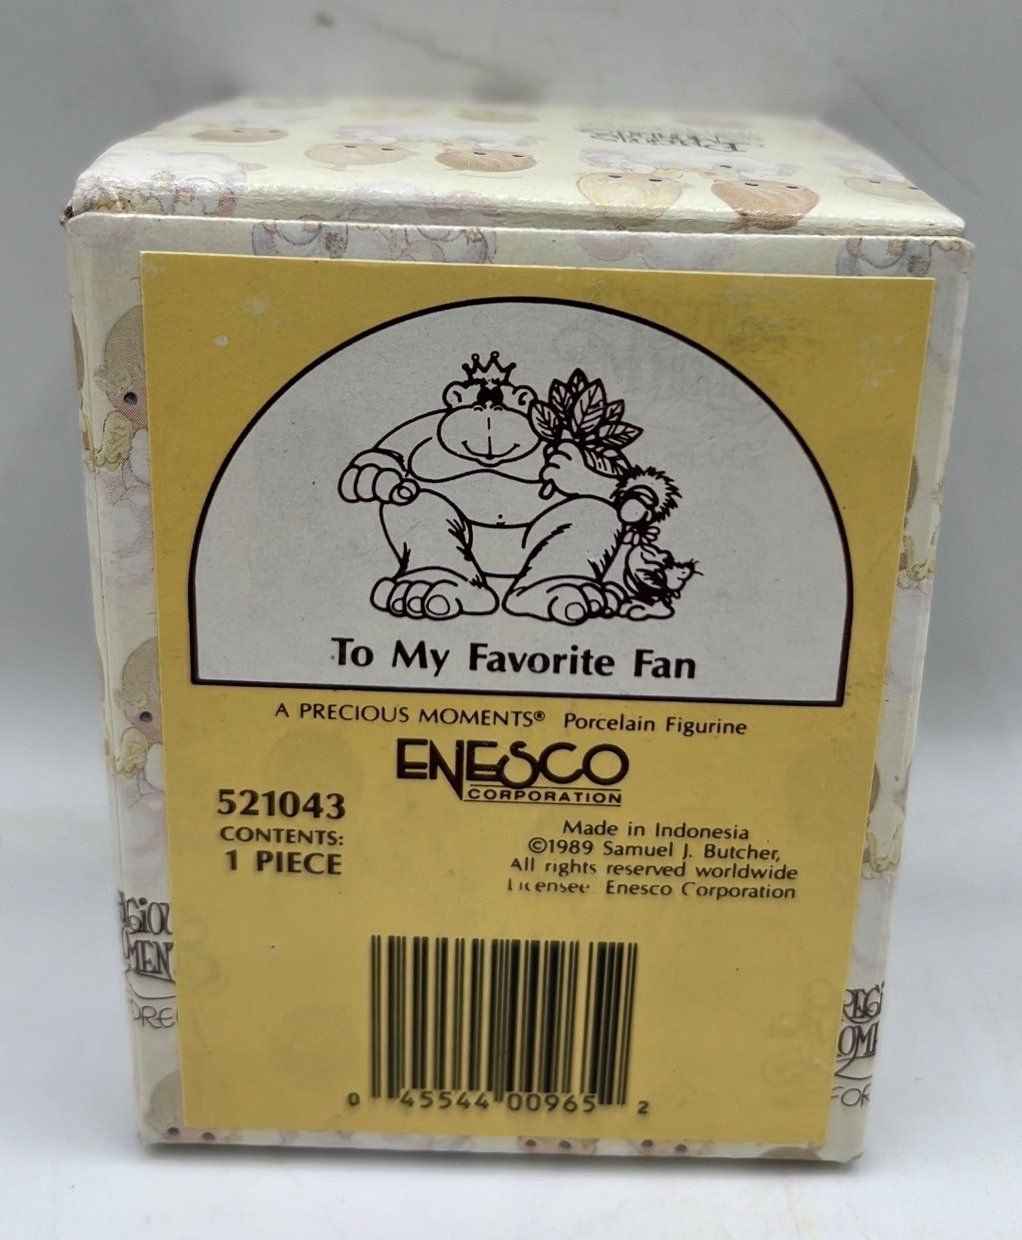 To My Favorite Fan
A PRECIOUS MOMENTS® Porcelain Figurine
ENESCO
CORPORATION
521043
CONTENTS:
1 PIECE
Made in Indonesia
©1989 Samuel J. Butcher,
All rights reserved worldwide
Licensee Enesco Corporation
0 45544 00965 2